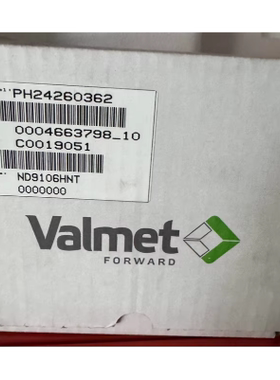 PH24260362
0004663798_10
C0019051
ND9106HNT
0000000
Valmet
FORWARD